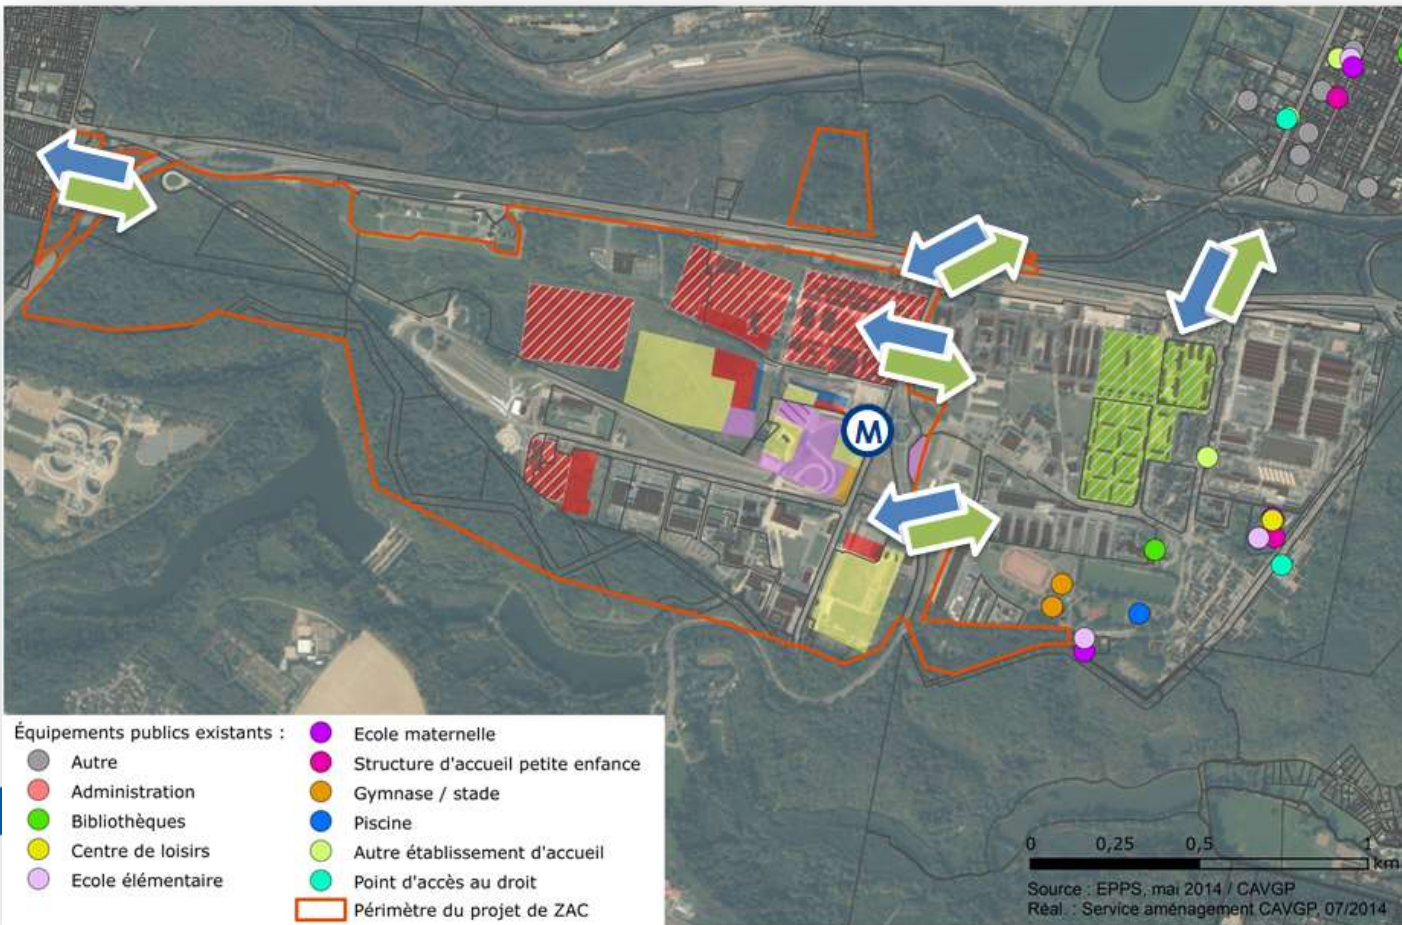 M
Équipements publics existants :
Autre
Administration
Bibliothèques
Centre de loisirs
Ecole élémentaire
Ecole maternelle
Structure d'accueil petite enfance
Gymnase / stade
Piscine
Autre établissement d'accueil
Point d'accès au droit
Périmètre du projet de ZAC
0 0,25 0,5 1
km
Source : EPPS, mai 2014 / CAVGP
Réal. : Service aménagement CAVGP, 07/2014